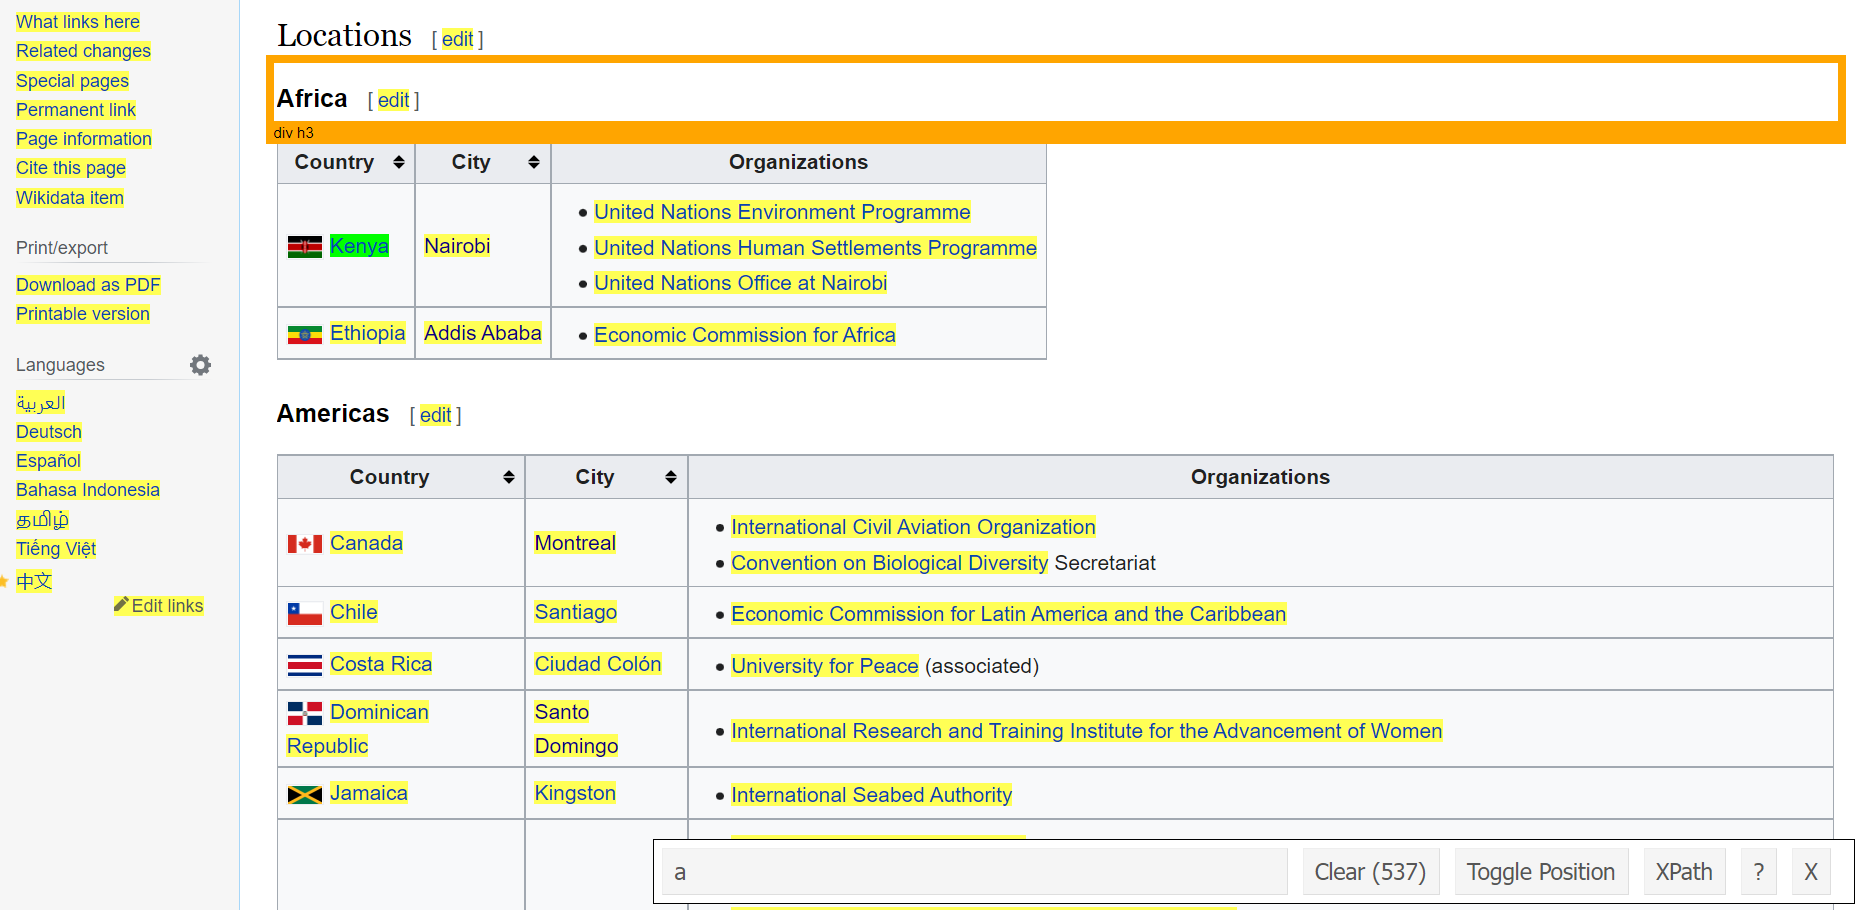 What links here
Related changes
Special pages
Permanent link
Page information
Cite this page
Wikidata item
Print/export
Download as PDF
Printable version
Languages
العربية
Deutsch
Español
Bahasa Indonesia
தமிழ்
Tiếng Việt
中文
Edit links
Locations [ edit ]
Africa [ edit ]
div h3
Country City Organizations
Kenya Nairobi
United Nations Environment Programme
United Nations Human Settlements Programme
United Nations Office at Nairobi
Ethiopia Addis Ababa Economic Commission for Africa
Americas [ edit ]
Country City Organizations
Canada Montreal
International Civil Aviation Organization
Convention on Biological Diversity Secretariat
Chile Santiago Economic Commission for Latin America and the Caribbean
Costa Rica Ciudad Colón University for Peace (associated)
Dominican Republic
Santo Domingo
International Research and Training Institute for the Advancement of Women
Jamaica Kingston International Seabed Authority
a Clear (537) Toggle Position XPath ? X